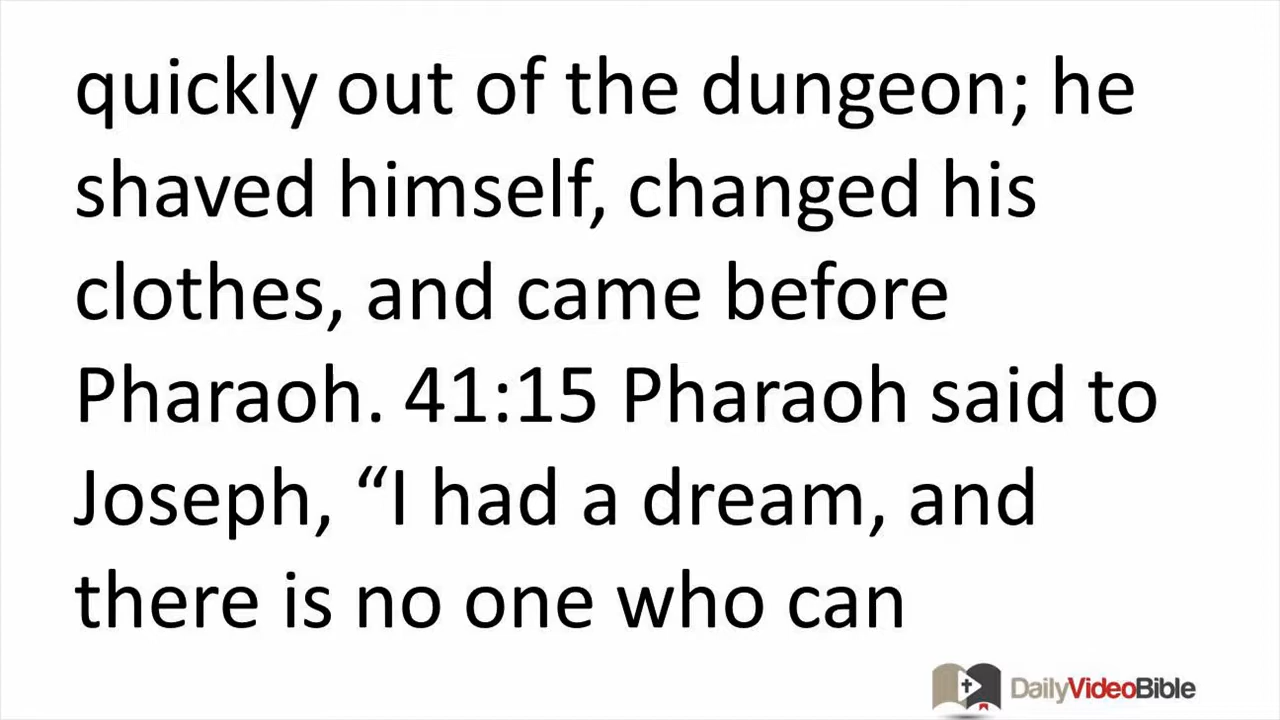 quickly out of the dungeon; he
shaved himself, changed his
clothes, and came before
Pharaoh. 41:15 Pharaoh said to
Joseph, “I had a dream, and
there is no one who can
DailyVideoBible